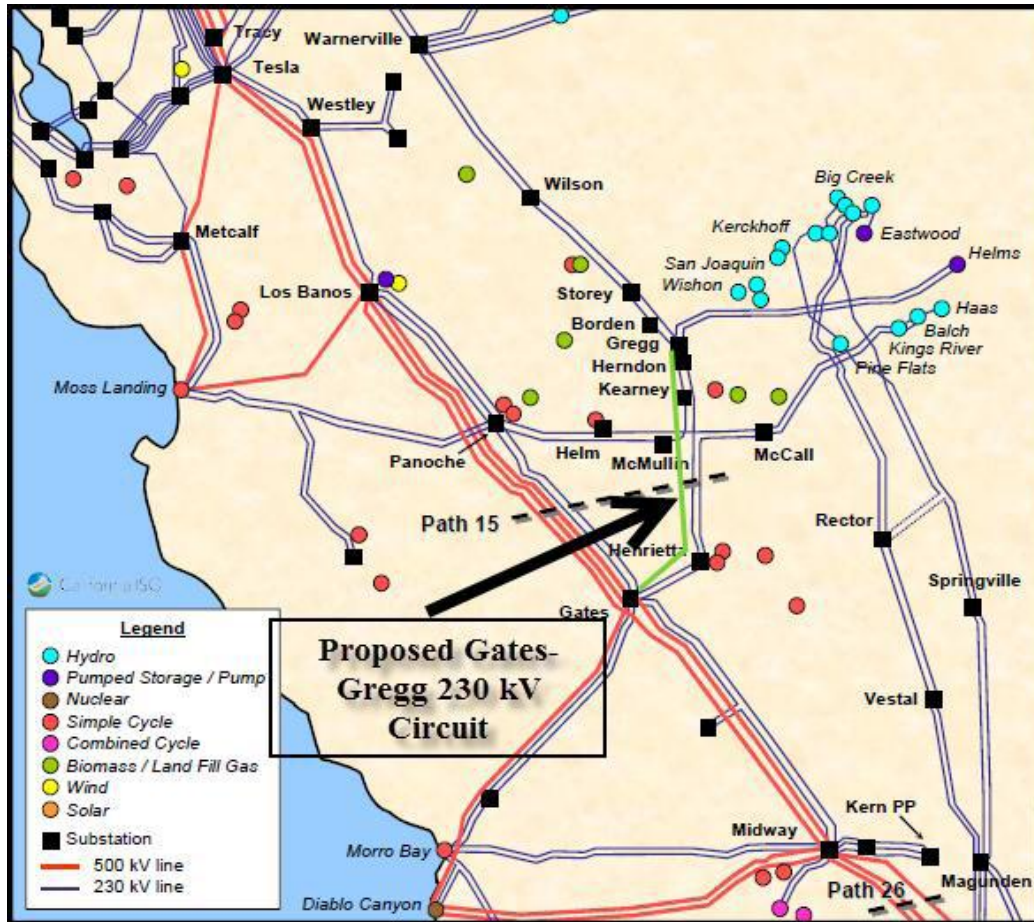 Tracy
Warnerville
Tesla
Westley
Big Creek
Wilson
Kerckhoff
Eastwood
Metcalf
San Joaquin
Helms
Wishon
Los Banos
Storey
Haas
Borden
Balch
Gregg
Kings River
Herndon
Pine Flats
Moss Landing
Kearney
Panoche
Helm
McMullin
McCall
Path 15
Rector
Henrietta
California ISO
Springville
Gates
Legend
Hydro
Pumped Storage / Pump
Nuclear
Simple Cycle
Combined Cycle
Biomass / Land Fill Gas
Wind
Solar
Substation
500 kV line
230 kV line
Proposed Gates-
Gregg 230 kV
Circuit
Vestal
Kern PP
Midway
Morro Bay
Magunden
Path 26
Diablo Canyon